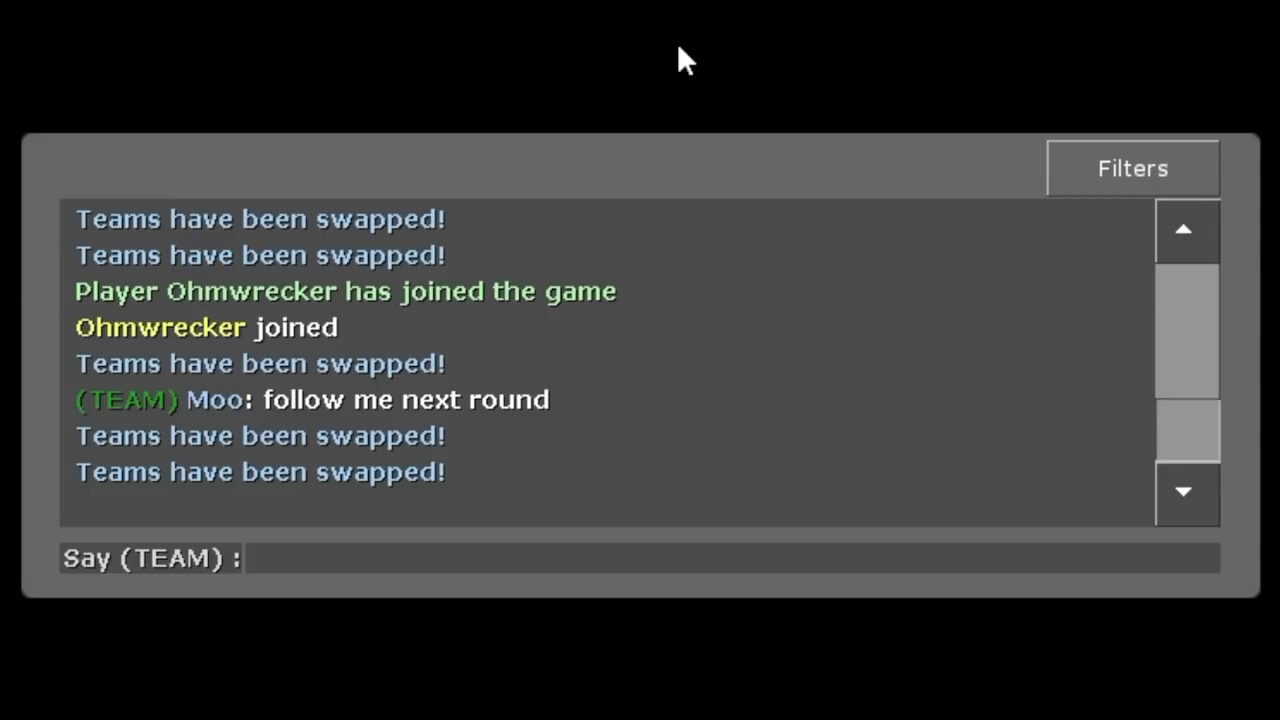 Filters
Teams have been swapped!
Teams have been swapped!
Player Ohmwrecker has joined the game
Ohmwrecker joined
Teams have been swapped!
(TEAM) Moo: follow me next round
Teams have been swapped!
Teams have been swapped!
Say (TEAM) :